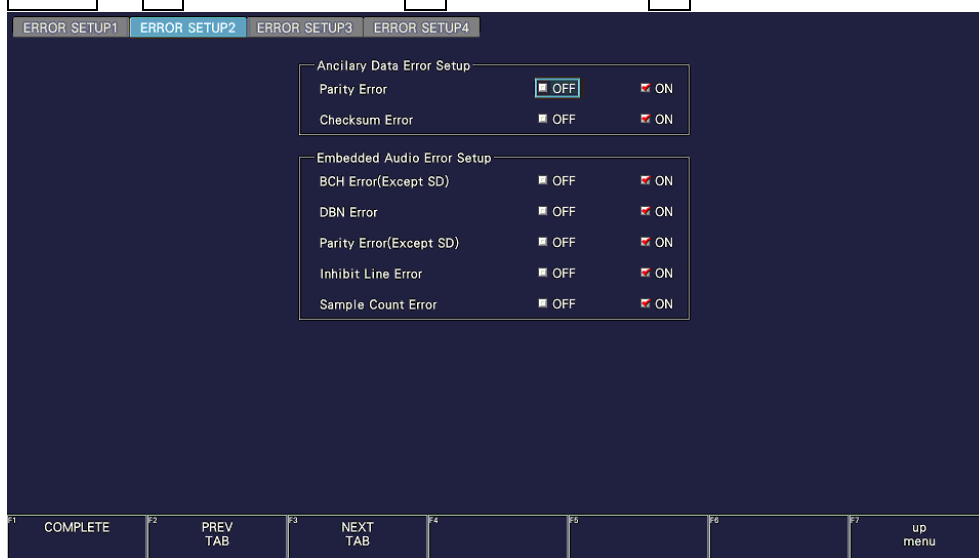 ERROR SETUP1 ERROR SETUP2 ERROR SETUP3 ERROR SETUP4
Ancilary Data Error Setup
Parity Error OFF ON
Checksum Error OFF ON
Embedded Audio Error Setup
BCH Error(Except SD) OFF ON
DBN Error OFF ON
Parity Error(Except SD) OFF ON
Inhibit Line Error OFF ON
Sample Count Error OFF ON
F1 COMPLETE F2 PREV TAB F3 NEXT TAB F4 F5 F6 F7 up menu